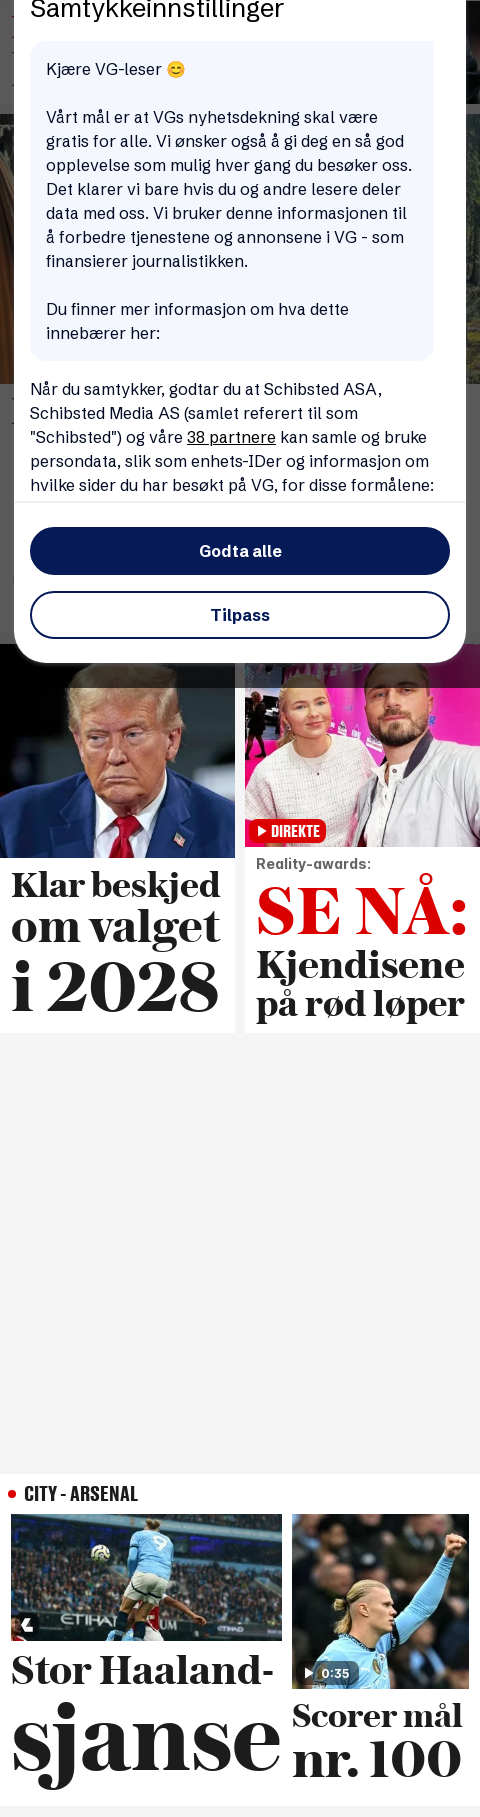 Samtykkeinnstillinger
Kjære VG-leser 😊
Vårt mål er at VGs nyhetsdekning skal være
gratis for alle. Vi ønsker også å gi deg en så god
opplevelse som mulig hver gang du besøker oss.
Det klarer vi bare hvis du og andre lesere deler
data med oss. Vi bruker denne informasjonen til
å forbedre tjenestene og annonsene i VG - som
finansierer journalistikken.
Du finner mer informasjon om hva dette
innebærer her:
Når du samtykker, godtar du at Schibsted ASA,
Schibsted Media AS (samlet referert til som
"Schibsted") og våre 38 partnere kan samle og bruke
persondata, slik som enhets-IDer og informasjon om
hvilke sider du har besøkt på VG, for disse formålene:
Godta alle
Tilpass
Klar beskjed
om valget
i 2028
DIREKTE
Reality-awards:
SE NÅ:
Kjendisene
på rød løper
CITY - ARSENAL
9
ETIHAD
Stor Haaland-
sjanse
0:35
Scorer mål
nr. 100